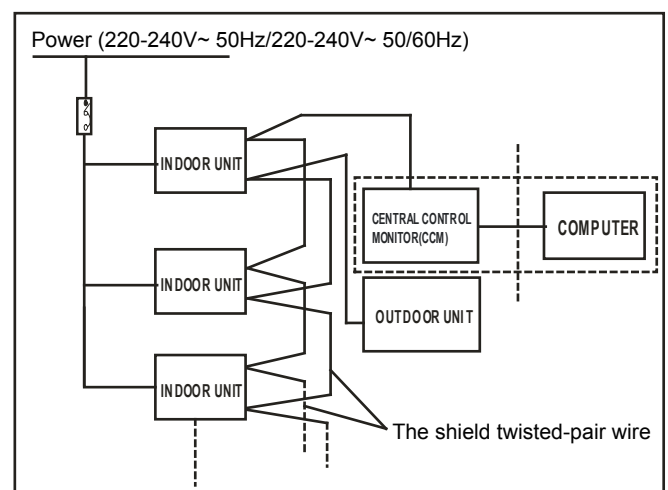 Power (220-240V~ 50Hz/220-240V~ 50/60Hz)
INDOOR UNIT
CENTRAL CONTROL
MONITOR(CCM)
COMPUTER
INDOOR UNIT
OUTDOOR UNIT
INDOOR UNIT
The shield twisted-pair wire